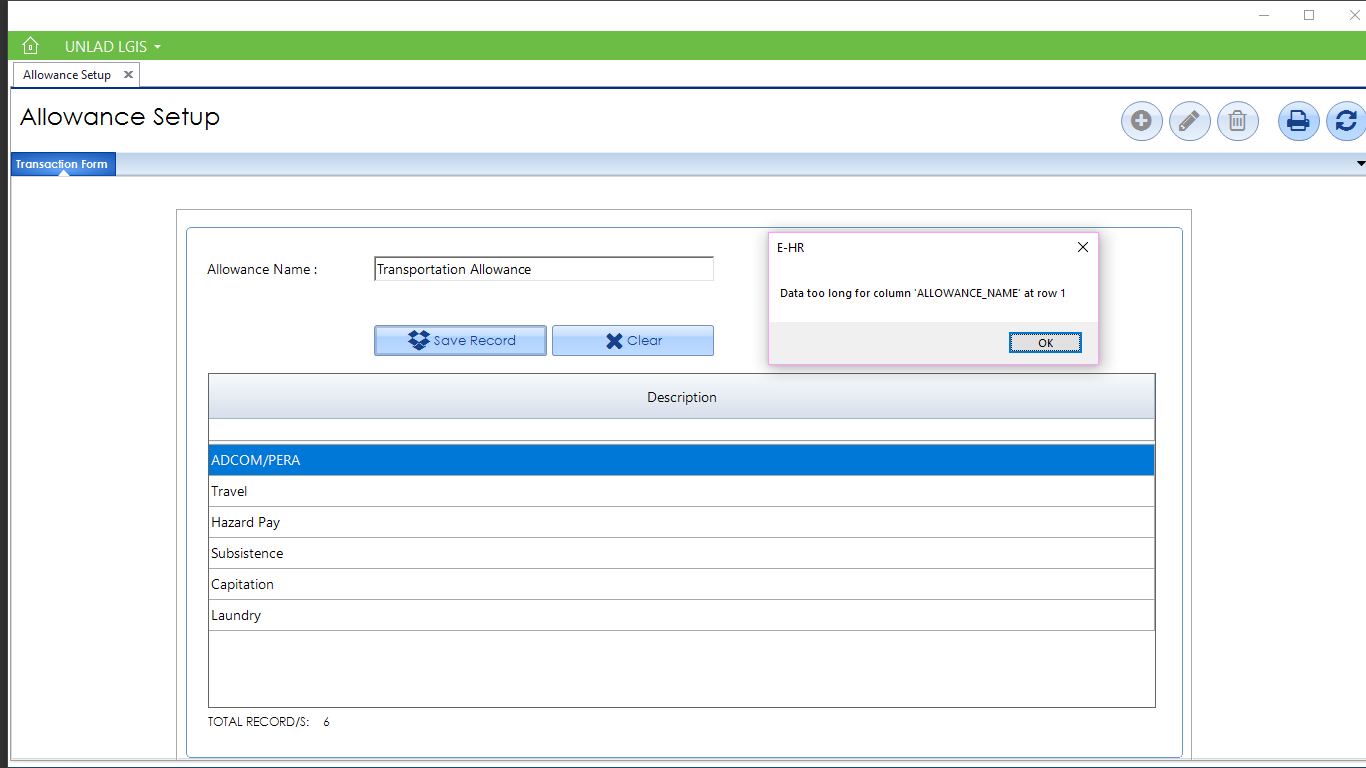 UNLAD LGIS
Allowance Setup
Allowance Setup
Transaction Form
E-HR
Allowance Name :
Transportation Allowance
Data too long for column 'ALLOWANCE_NAME' at row 1
Save Record
Clear
OK
Description
ADCOM/PERA
Travel
Hazard Pay
Subsistence
Capitation
Laundry
TOTAL RECORD/S: 6